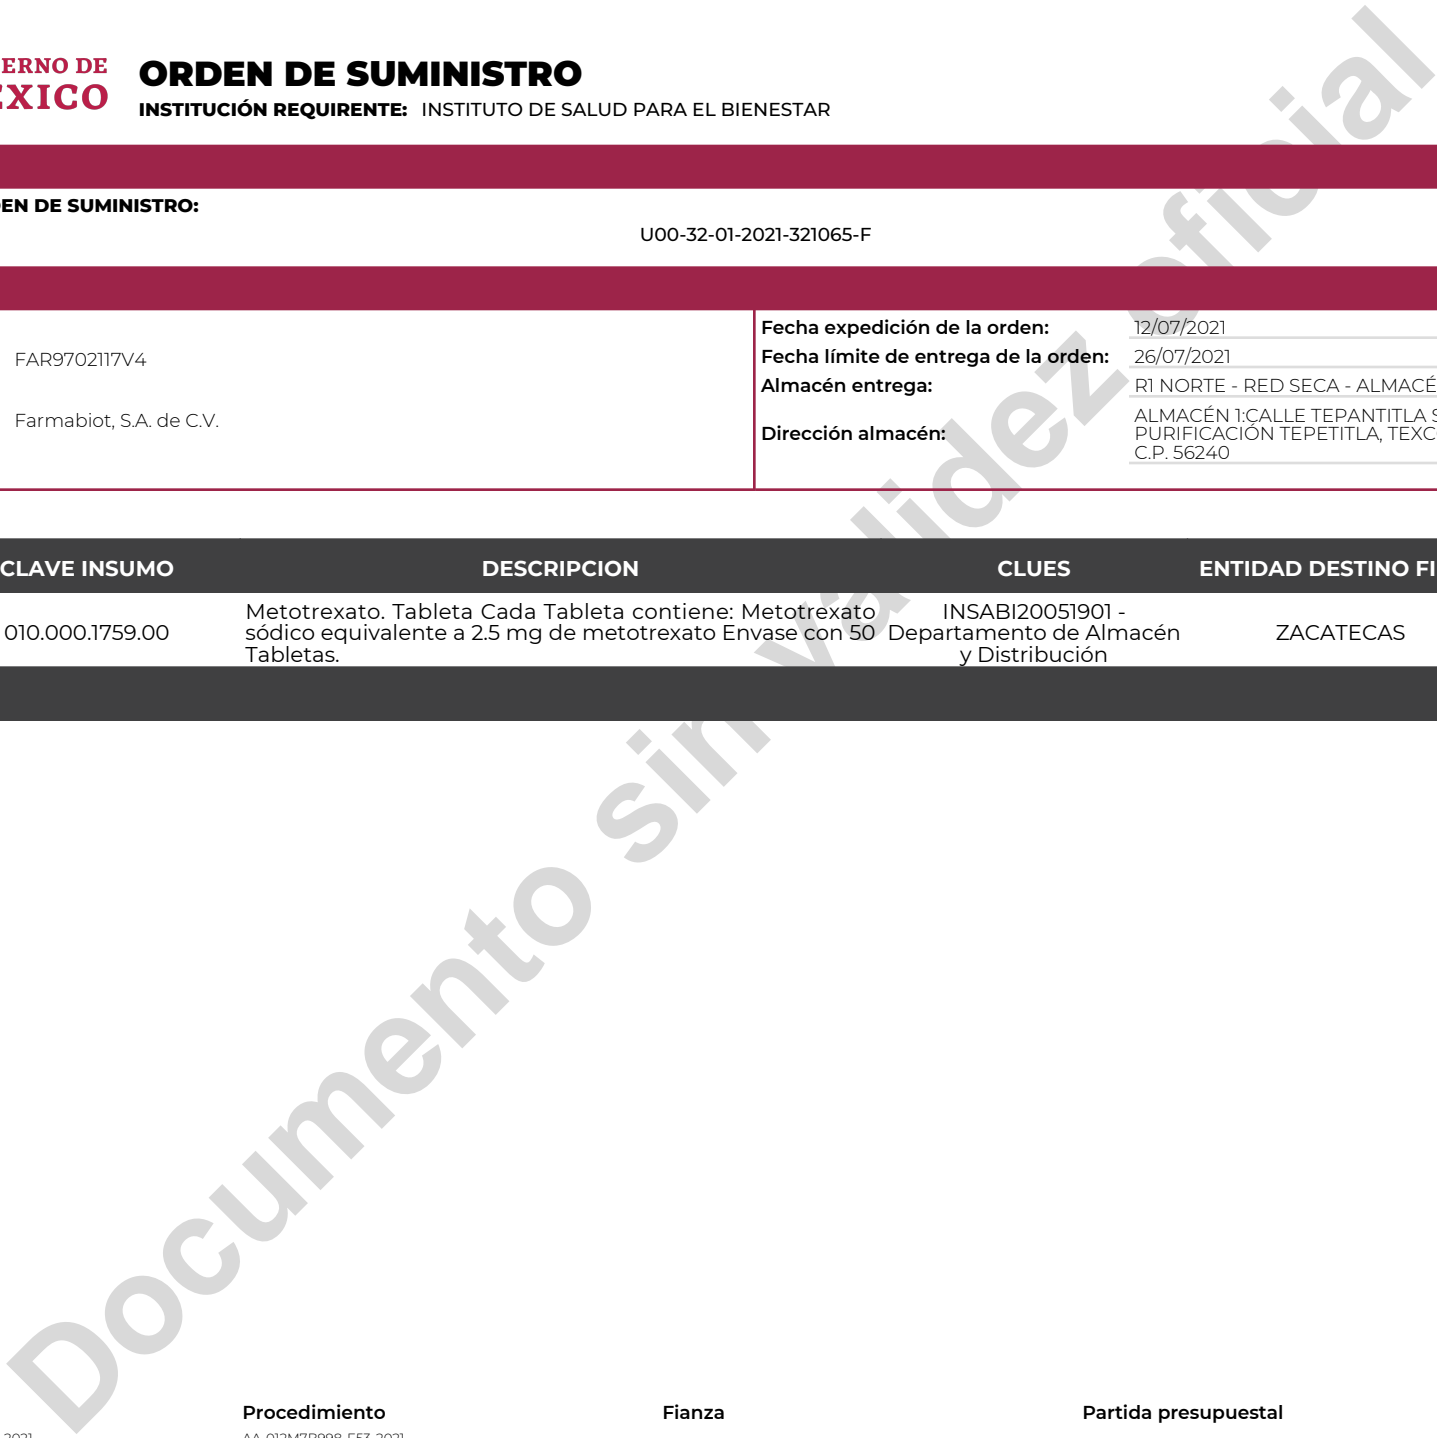 ERNO DE
EXICO
ORDEN DE SUMINISTRO
INSTITUCIÓN REQUIRENTE: INSTITUTO DE SALUD PARA EL BIENESTAR
EN DE SUMINISTRO:
U00-32-01-2021-321065-F
FAR9702117V4
Farmabiot, S.A. de C.V.
Fecha expedición de la orden: 12/07/2021
Fecha límite de entrega de la orden: 26/07/2021
Almacén entrega: R1 NORTE - RED SECA - ALMACÉ
Dirección almacén: ALMACÉN 1:CALLE TEPANTITLA S
PURIFICACIÓN TEPETITLA, TEXC
C.P. 56240
CLAVE INSUMO DESCRIPCION CLUES ENTIDAD DESTINO FI
010.000.1759.00
Metotrexato. Tableta Cada Tableta contiene: Metotrexato
sódico equivalente a 2.5 mg de metotrexato Envase con 50
Tabletas.
INSABI20051901 -
Departamento de Almacén
y Distribución
ZACATECAS
Documento sin validez oficial
Procedimiento Fianza Partida presupuestal